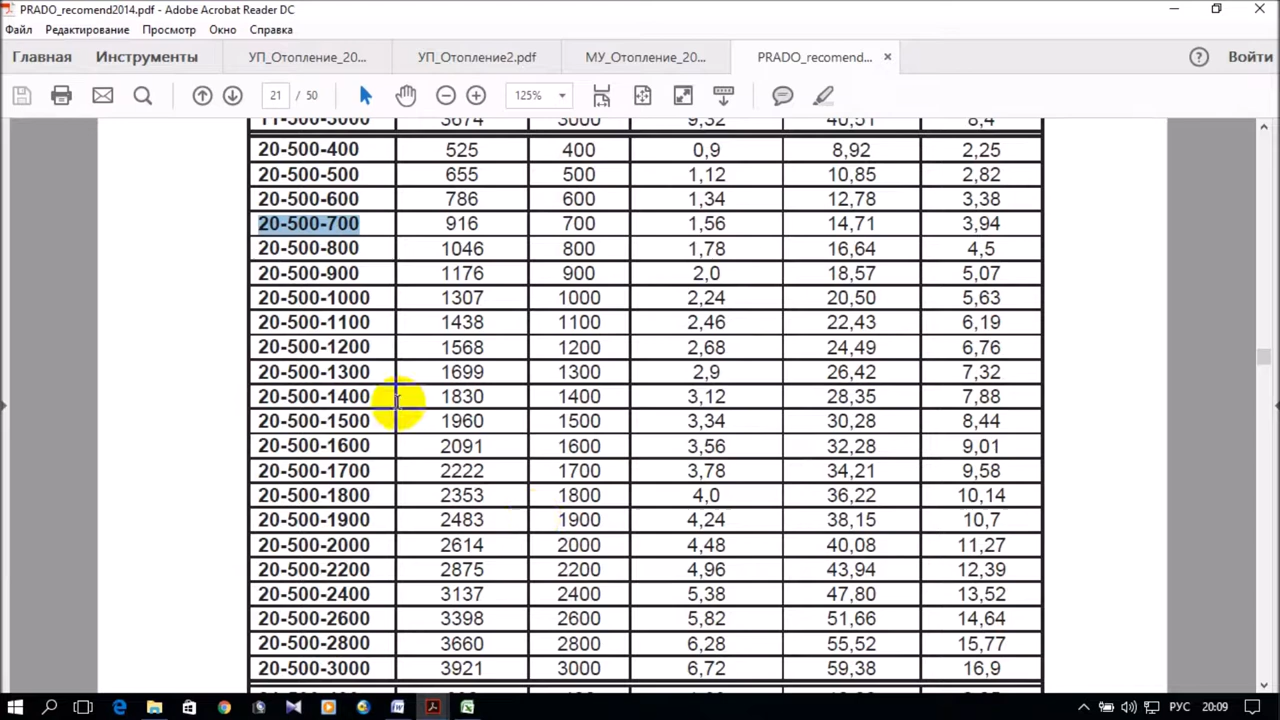 PRADO_recomend2014.pdf - Adobe Acrobat Reader DC
Файл Редактирование Просмотр Окно Справка
Главная Инструменты УП_Отопление_20... УП_Отопление2.pdf МУ_Отопление_20... PRADO_recomend... Войти
21 / 50 125%
11-500-3000 3674 3000 9,32 40,51 8,4
20-500-400 525 400 0,9 8,92 2,25
20-500-500 655 500 1,12 10,85 2,82
20-500-600 786 600 1,34 12,78 3,38
20-500-700 916 700 1,56 14,71 3,94
20-500-800 1046 800 1,78 16,64 4,5
20-500-900 1176 900 2,0 18,57 5,07
20-500-1000 1307 1000 2,24 20,50 5,63
20-500-1100 1438 1100 2,46 22,43 6,19
20-500-1200 1568 1200 2,68 24,49 6,76
20-500-1300 1699 1300 2,9 26,42 7,32
20-500-1400 1830 1400 3,12 28,35 7,88
20-500-1500 1960 1500 3,34 30,28 8,44
20-500-1600 2091 1600 3,56 32,28 9,01
20-500-1700 2222 1700 3,78 34,21 9,58
20-500-1800 2353 1800 4,0 36,22 10,14
20-500-1900 2483 1900 4,24 38,15 10,7
20-500-2000 2614 2000 4,48 40,08 11,27
20-500-2200 2875 2200 4,96 43,94 12,39
20-500-2400 3137 2400 5,38 47,80 13,52
20-500-2600 3398 2600 5,82 51,66 14,64
20-500-2800 3660 2800 6,28 55,52 15,77
20-500-3000 3921 3000 6,72 59,38 16,9
РУС 20:09